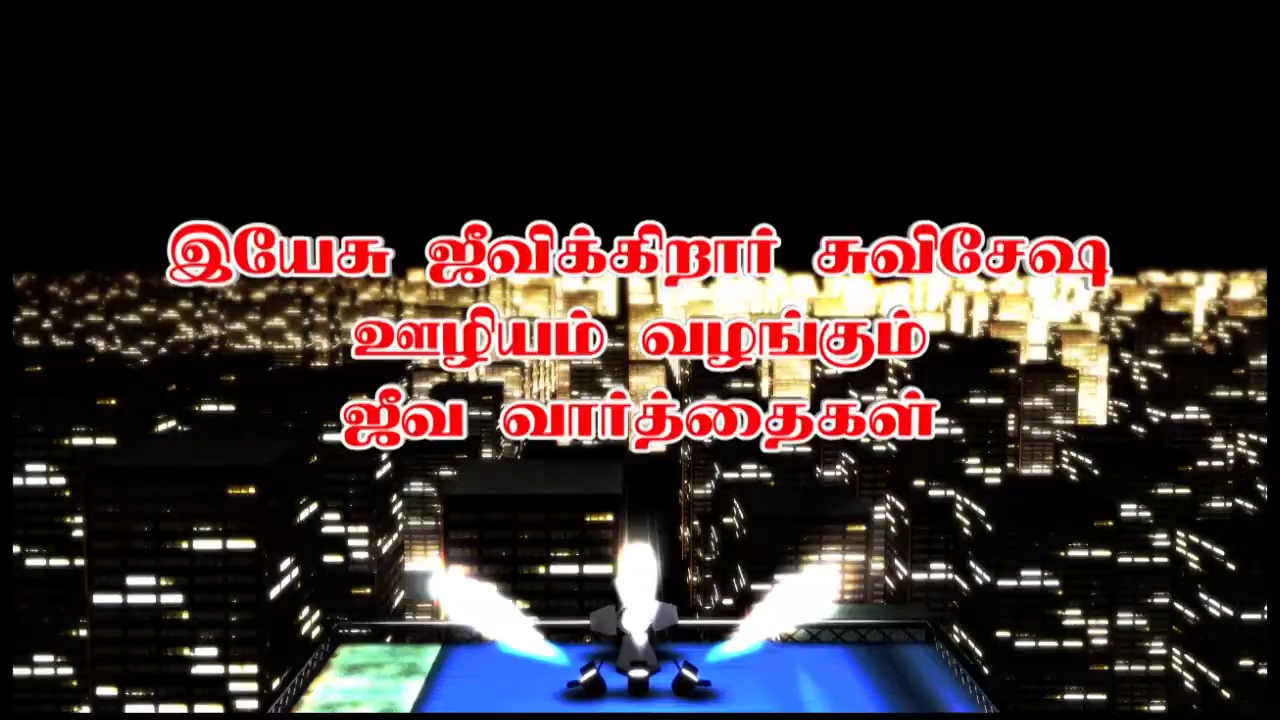 இயேசு ஜீவிக்கிறார் சுவிசேஷ
ஊழியம் வழங்கும்
ஜீவ வார்த்தைகள்